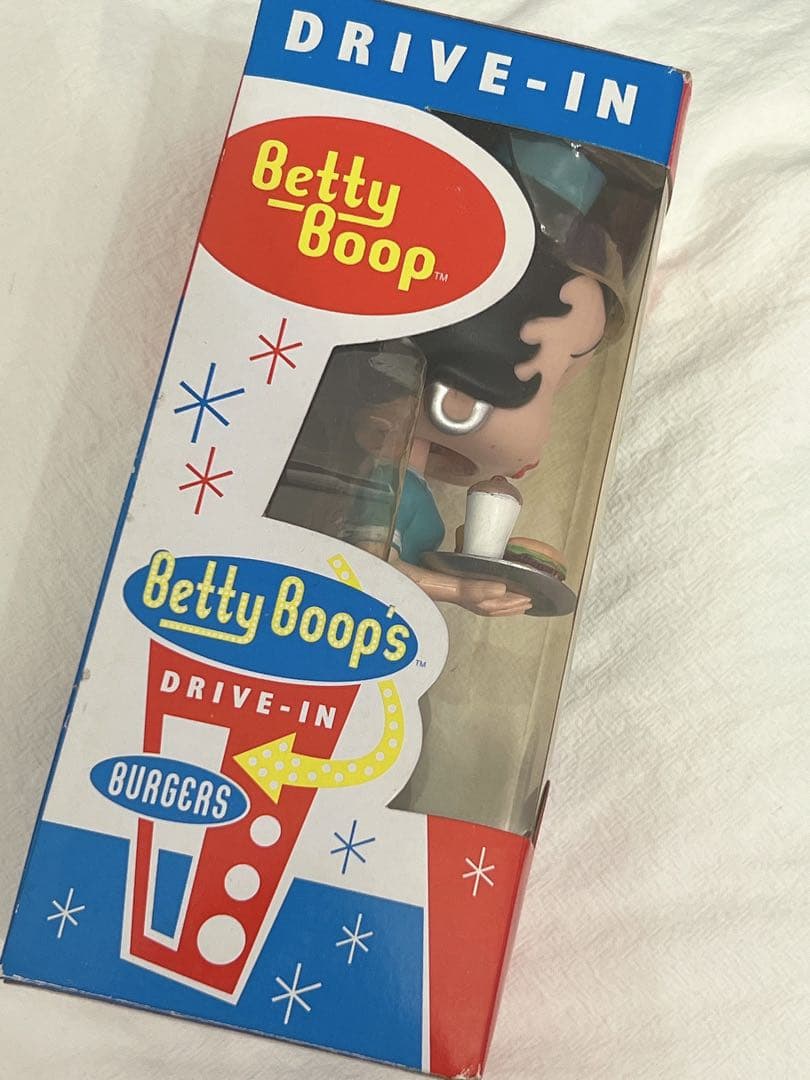 DRIVE-IN
Betty
Boop™
Betty Boop's™
DRIVE-IN
BURGERS